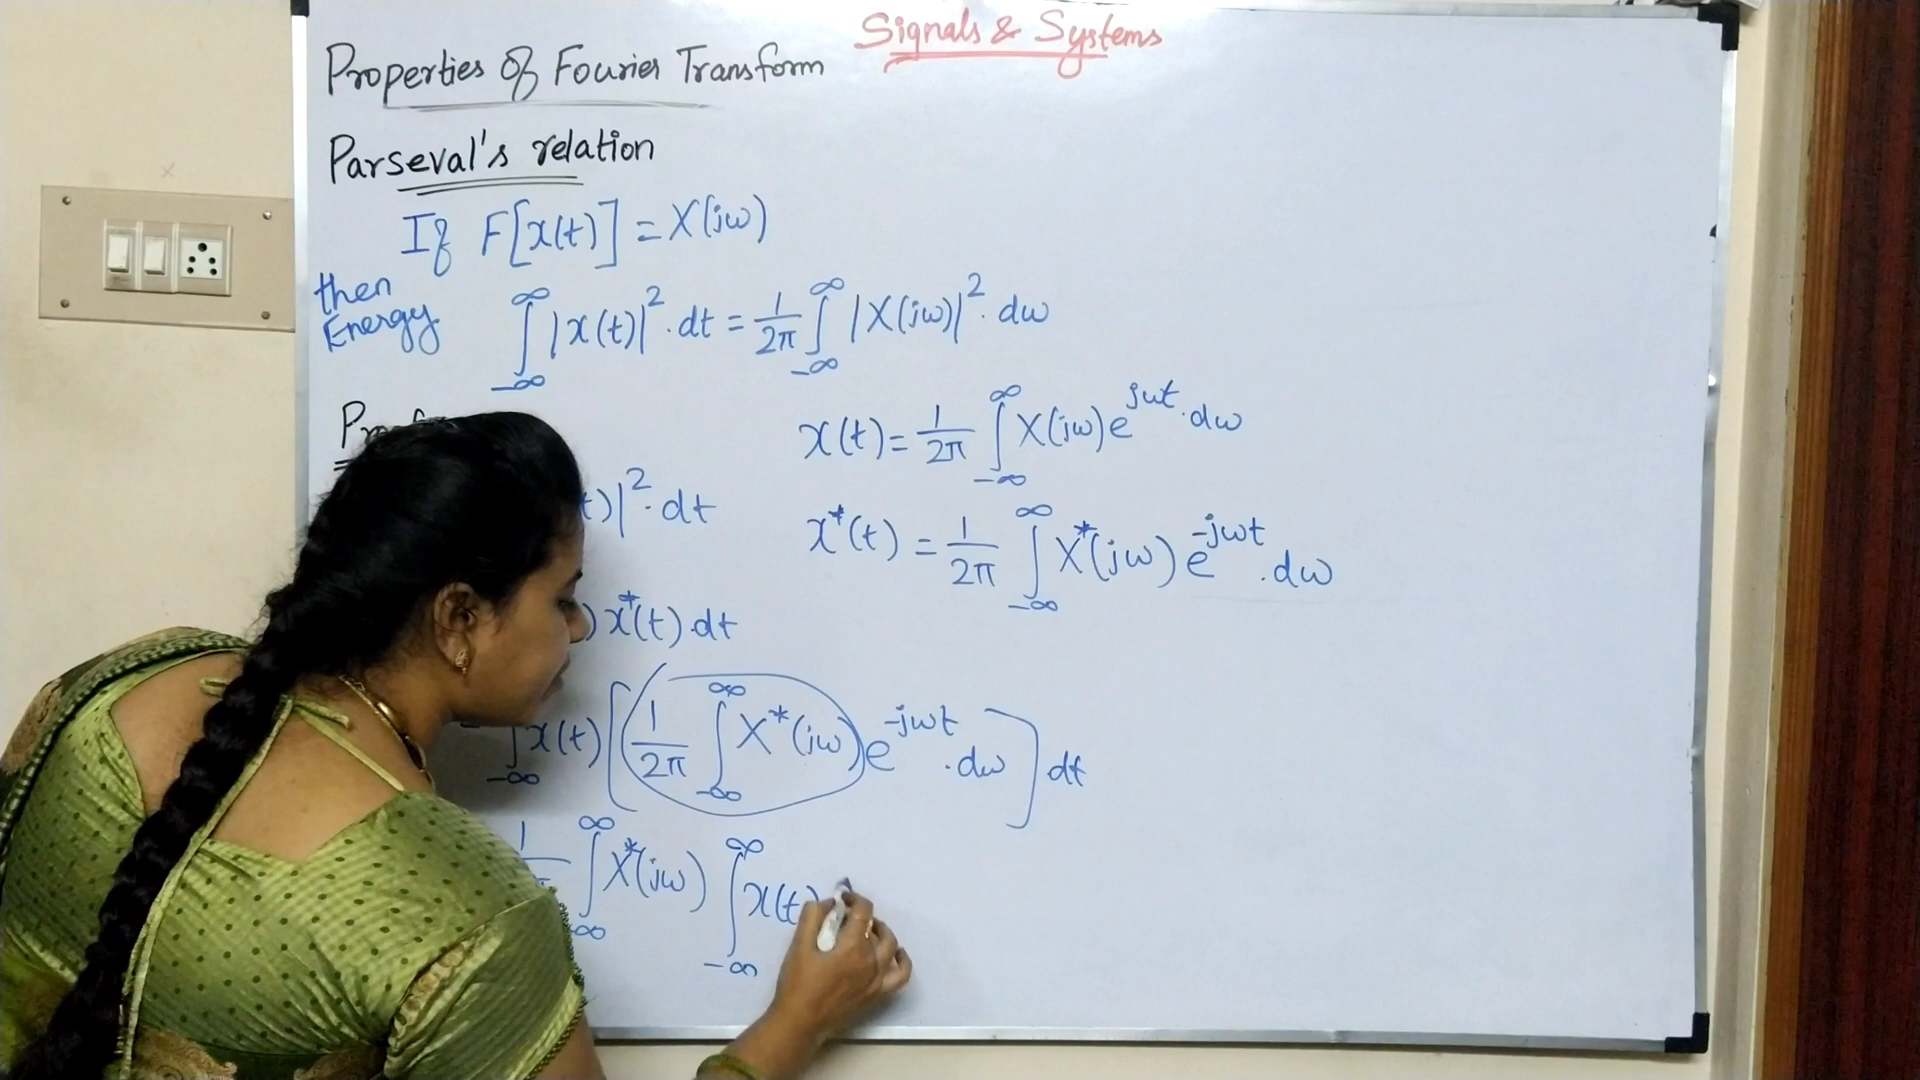 Signals & Systems
Properties Of Fourier Transform
Parseval's relation
If F[x(t)] = X(jω)
then
Energy ∫_{-∞}^{∞} |x(t)|² . dt = 1/2π ∫_{-∞}^{∞} |X(jω)|² . dω
x(t) = 1/2π ∫_{-∞}^{∞} X(jω) e^{jωt} . dω
t)|² . dt
x*(t) = 1/2π ∫_{-∞}^{∞} X*(jω) e^{-jωt} . dω
) x*(t) . dt
∫_{-∞} x(t) [ (1/2π ∫_{-∞}^{∞} X*(jω) ) e^{-jωt} . dω ] dt
1 ∫_{-∞}^{∞} X*(jω) ∫_{-∞}^{∞} x(t)